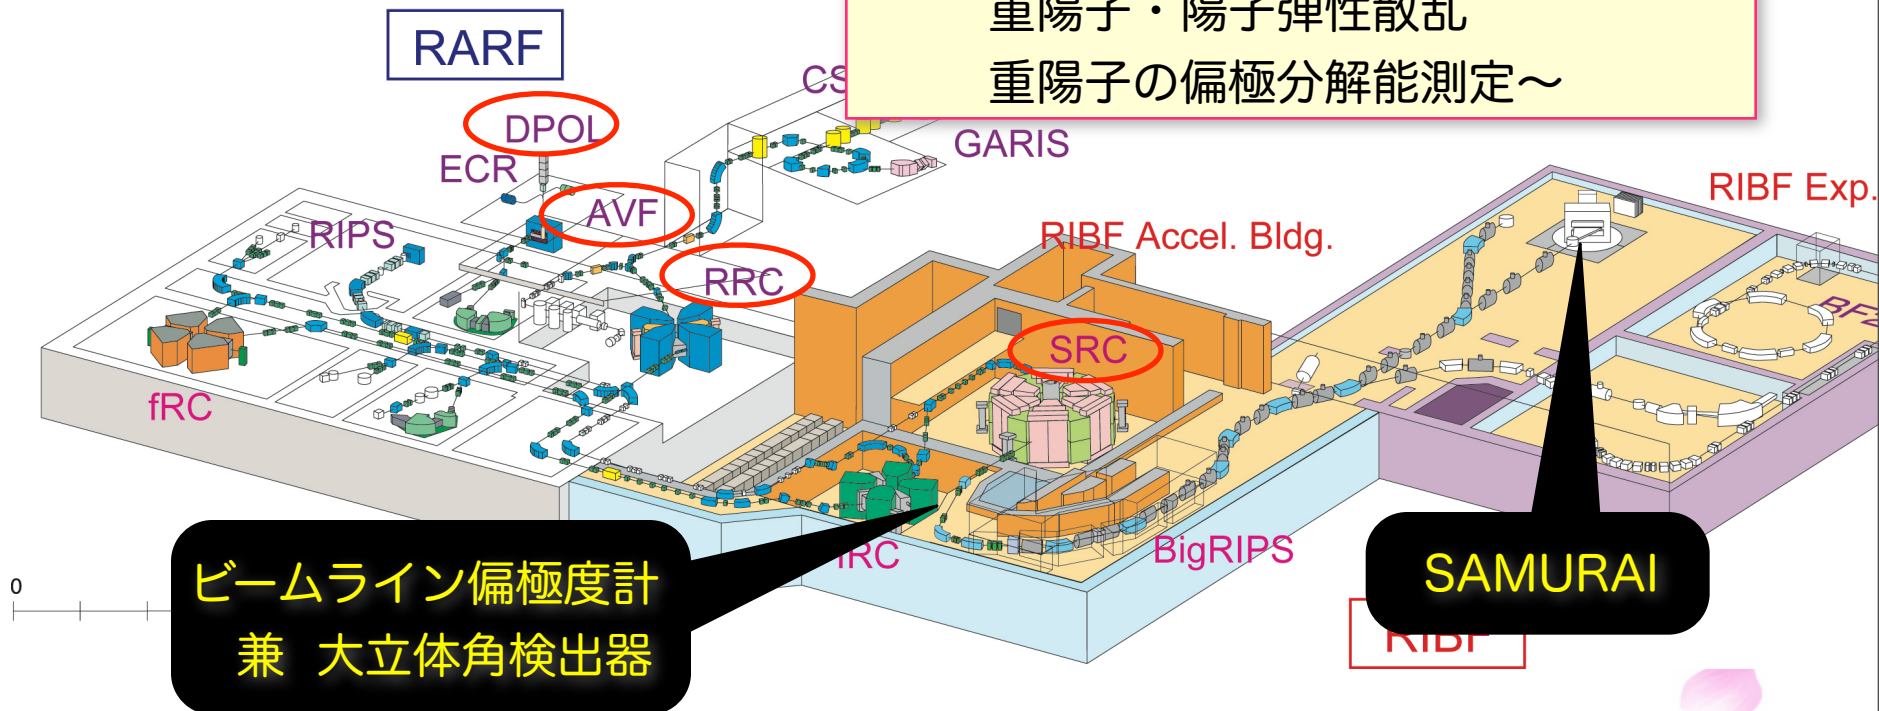 重陽子・陽子弾性散乱
重陽子の偏極分解能測定～
RARF
CS
DPOL
GARIS
ECR
RIBF Exp.
AVF
RIPS
RIBF Accel. Bldg.
RRC
SRC
fRC
IRC
BigRIPS
SAMURAI
ビームライン偏極度計
兼 大立体角検出器
0
RIBF